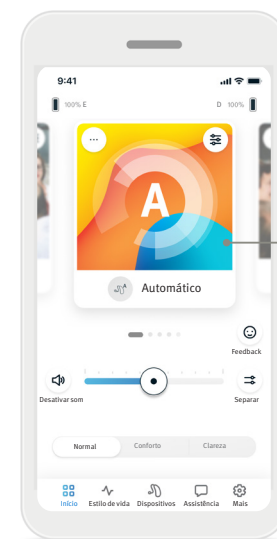 9:41
100% E
D 100%
...
A
Automático
Feedback
Desativar som
Separar
Normal Conforto Clareza
Início Estilo de vida Dispositivos Assistência Mais